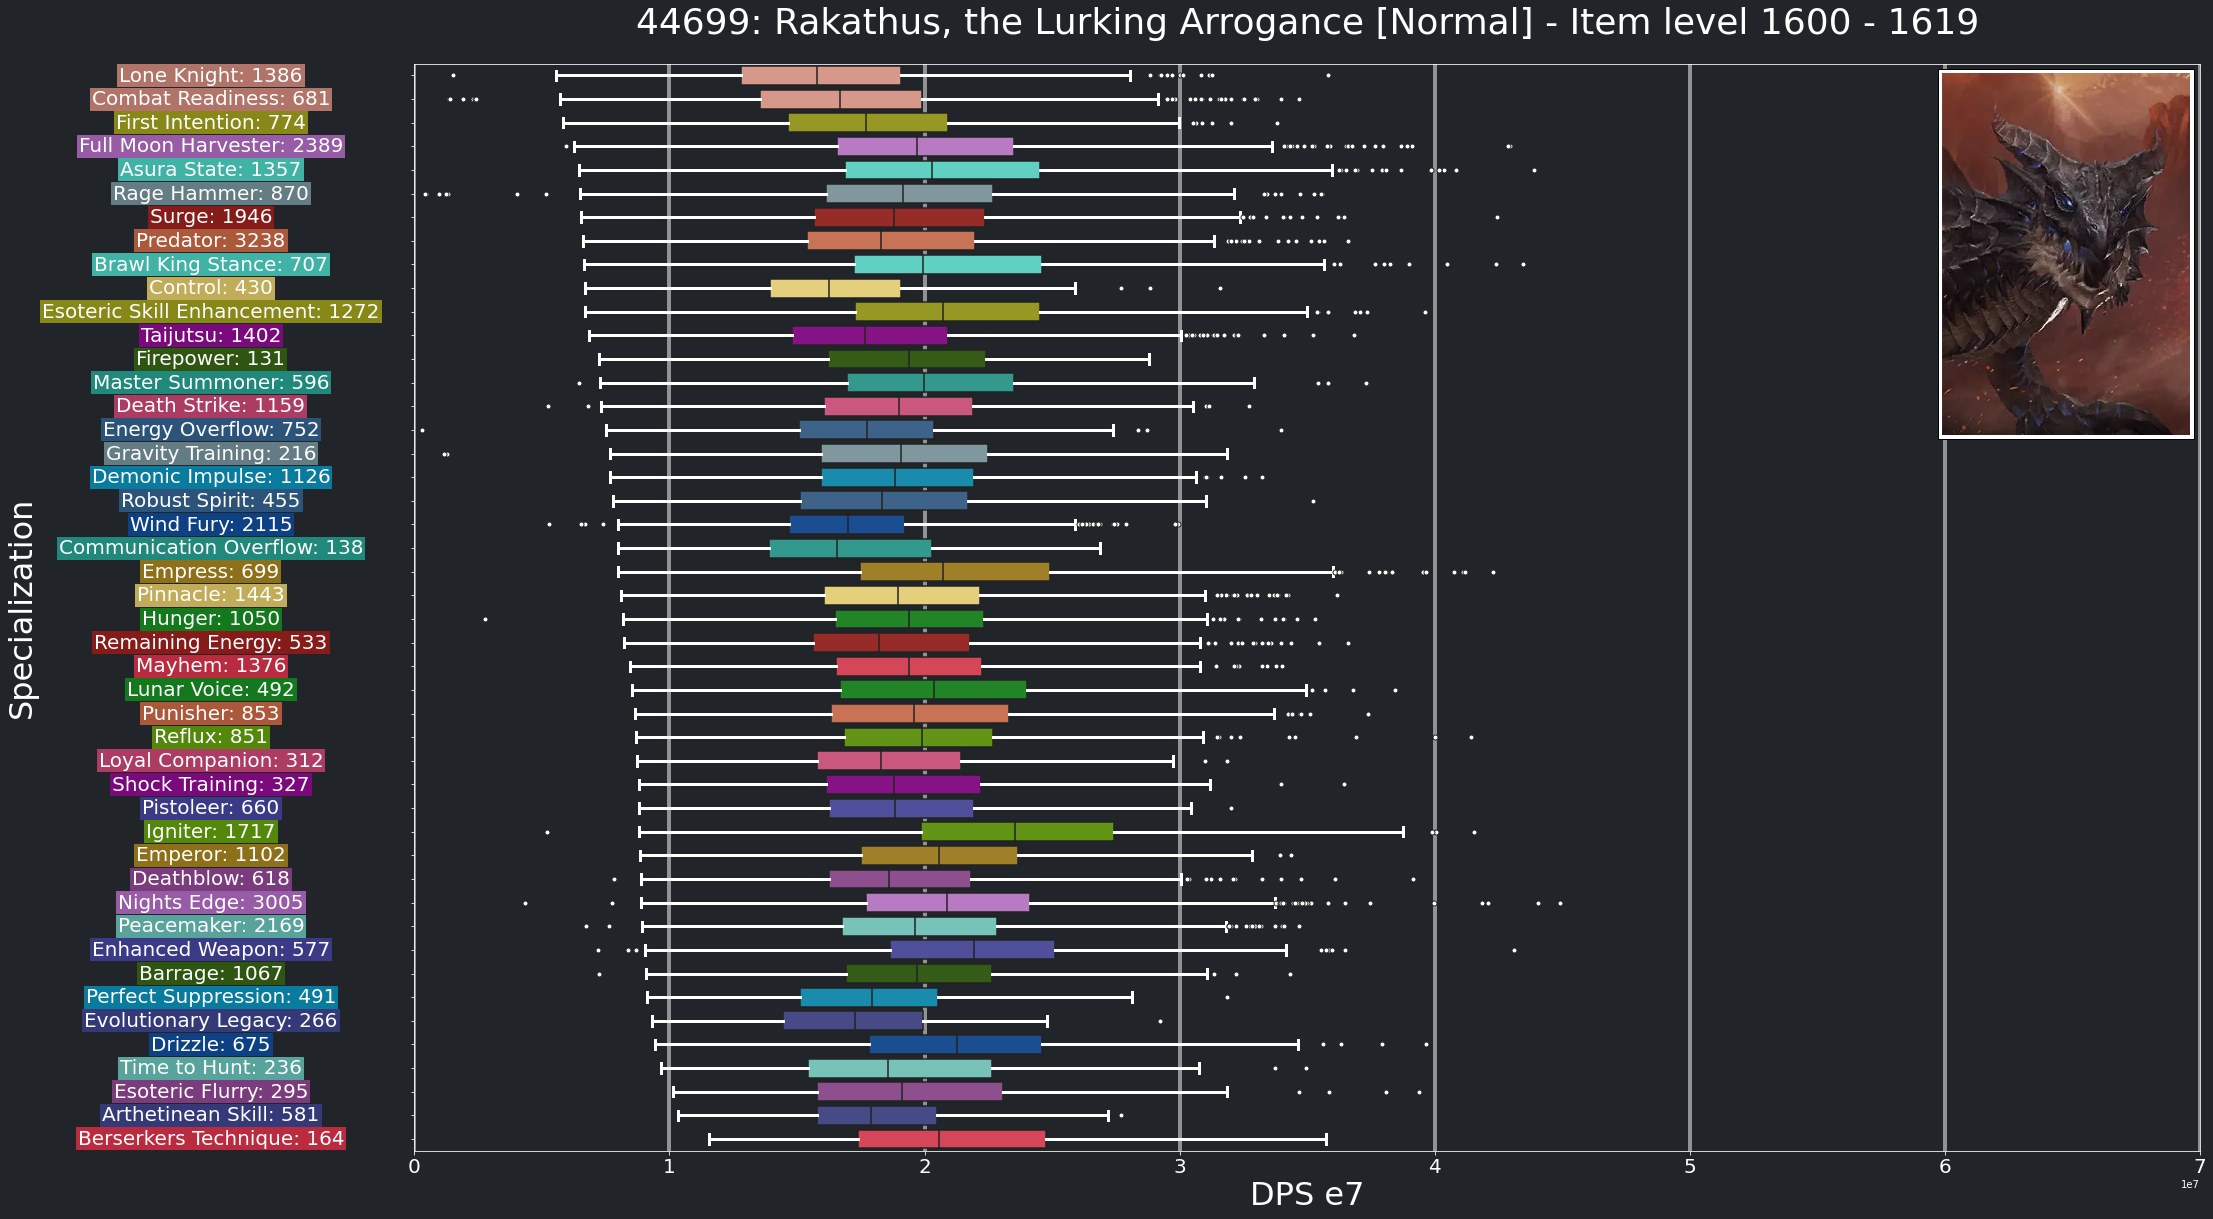 44699: Rakathus, the Lurking Arrogance [Normal] - Item level 1600 - 1619
Specialization
Lone Knight: 1386
Combat Readiness: 681
First Intention: 774
Full Moon Harvester: 2389
Asura State: 1357
Rage Hammer: 870
Surge: 1946
Predator: 3238
Brawl King Stance: 707
Control: 430
Esoteric Skill Enhancement: 1272
Taijutsu: 1402
Firepower: 131
Master Summoner: 596
Death Strike: 1159
Energy Overflow: 752
Gravity Training: 216
Demonic Impulse: 1126
Robust Spirit: 455
Wind Fury: 2115
Communication Overflow: 138
Empress: 699
Pinnacle: 1443
Hunger: 1050
Remaining Energy: 533
Mayhem: 1376
Lunar Voice: 492
Punisher: 853
Reflux: 851
Loyal Companion: 312
Shock Training: 327
Pistoleer: 660
Igniter: 1717
Emperor: 1102
Deathblow: 618
Nights Edge: 3005
Peacemaker: 2169
Enhanced Weapon: 577
Barrage: 1067
Perfect Suppression: 491
Evolutionary Legacy: 266
Drizzle: 675
Time to Hunt: 236
Esoteric Flurry: 295
Arthetinean Skill: 581
Berserkers Technique: 164
0 1 2 3 4 5 6 7
DPS e7
1e7